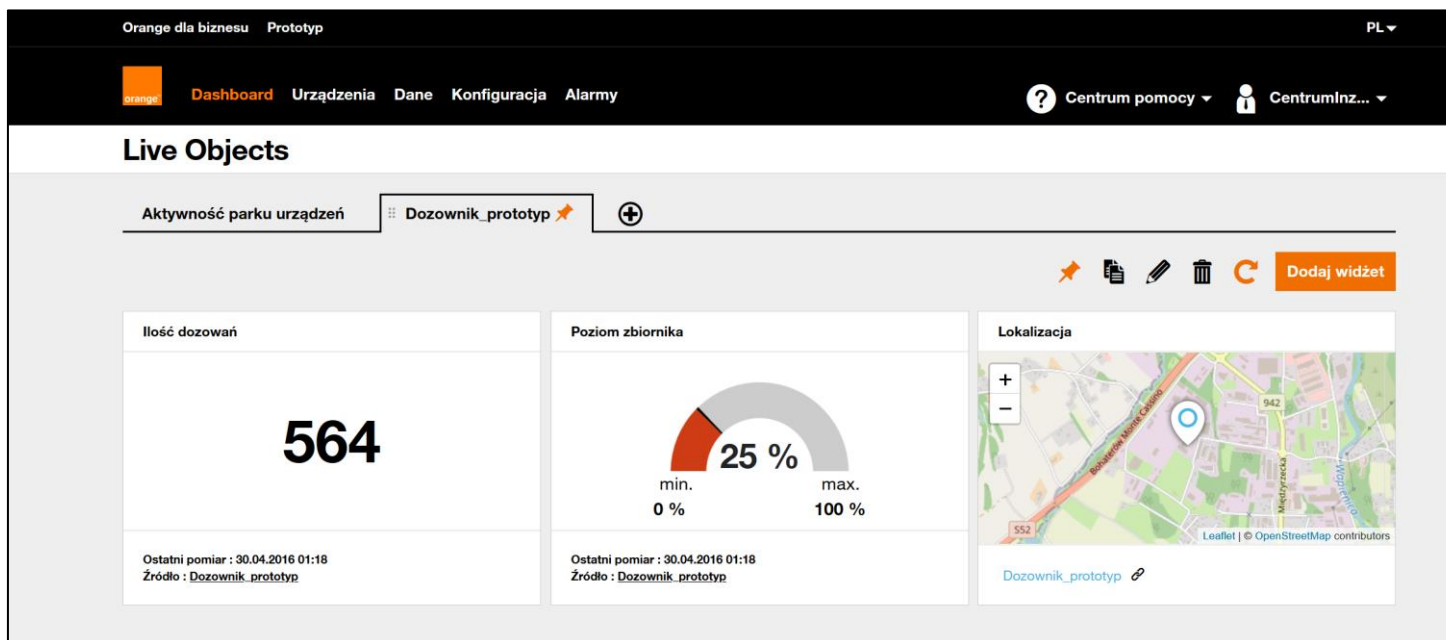 Orange dla biznesu Prototyp PL
orange
Dashboard Urządzenia Dane Konfiguracja Alarmy
? Centrum pomocy CentrumInz...
Live Objects
Aktywność parku urządzeń Dozownik_prototyp
Dodaj widżet
Ilość dozowań
564
Ostatni pomiar : 30.04.2016 01:18
Źródło : Dozownik_prototyp
Poziom zbiornika
25 %
min. max.
0 % 100 %
Ostatni pomiar : 30.04.2016 01:18
Źródło : Dozownik_prototyp
Lokalizacja
+
−
942
Bohaterów Monte Cassino
Międzyrzecka
Wapienica
S52
Leaflet | © OpenStreetMap contributors
Dozownik_prototyp